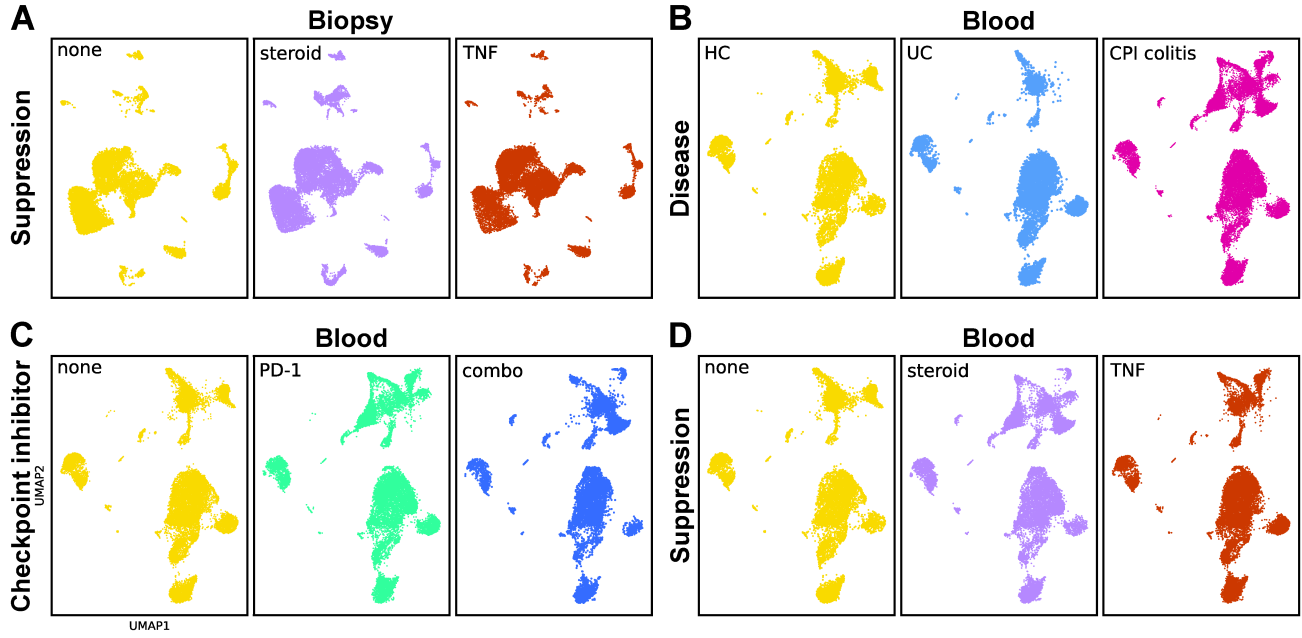 A
Biopsy
none
steroid
TNF
Suppression
B
Blood
HC
UC
CPI colitis
Disease
C
Blood
none
PD-1
combo
Checkpoint inhibitor
UMAP2
UMAP1
D
Blood
none
steroid
TNF
Suppression